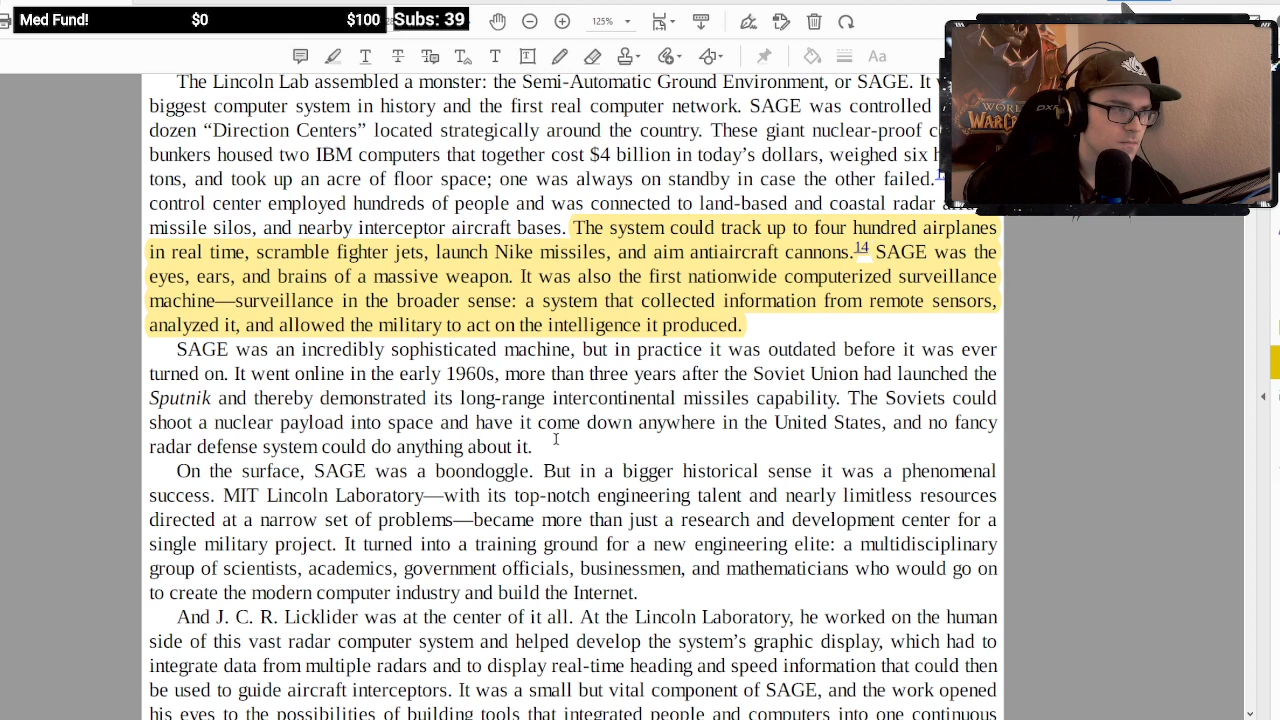 Med Fund! $0 $100 Subs: 39
125%
Aa
The Lincoln Lab assembled a monster: the Semi-Automatic Ground Environment, or SAGE. It
biggest computer system in history and the first real computer network. SAGE was controlled
dozen “Direction Centers” located strategically around the country. These giant nuclear-proof
bunkers housed two IBM computers that together cost $4 billion in today’s dollars, weighed six
tons, and took up an acre of floor space; one was always on standby in case the other failed.
control center employed hundreds of people and was connected to land-based and coastal radar
missile silos, and nearby interceptor aircraft bases. The system could track up to four hundred airplanes
in real time, scramble fighter jets, launch Nike missiles, and aim antiaircraft cannons.14 SAGE was the
eyes, ears, and brains of a massive weapon. It was also the first nationwide computerized surveillance
machine—surveillance in the broader sense: a system that collected information from remote sensors,
analyzed it, and allowed the military to act on the intelligence it produced.
SAGE was an incredibly sophisticated machine, but in practice it was outdated before it was ever
turned on. It went online in the early 1960s, more than three years after the Soviet Union had launched the
Sputnik and thereby demonstrated its long-range intercontinental missiles capability. The Soviets could
shoot a nuclear payload into space and have it come down anywhere in the United States, and no fancy
radar defense system could do anything about it.
On the surface, SAGE was a boondoggle. But in a bigger historical sense it was a phenomenal
success. MIT Lincoln Laboratory—with its top-notch engineering talent and nearly limitless resources
directed at a narrow set of problems—became more than just a research and development center for a
single military project. It turned into a training ground for a new engineering elite: a multidisciplinary
group of scientists, academics, government officials, businessmen, and mathematicians who would go on
to create the modern computer industry and build the Internet.
And J. C. R. Licklider was at the center of it all. At the Lincoln Laboratory, he worked on the human
side of this vast radar computer system and helped develop the system’s graphic display, which had to
integrate data from multiple radars and to display real-time heading and speed information that could then
be used to guide aircraft interceptors. It was a small but vital component of SAGE, and the work opened
his eyes to the possibilities of building tools that integrated people and computers into one continuous